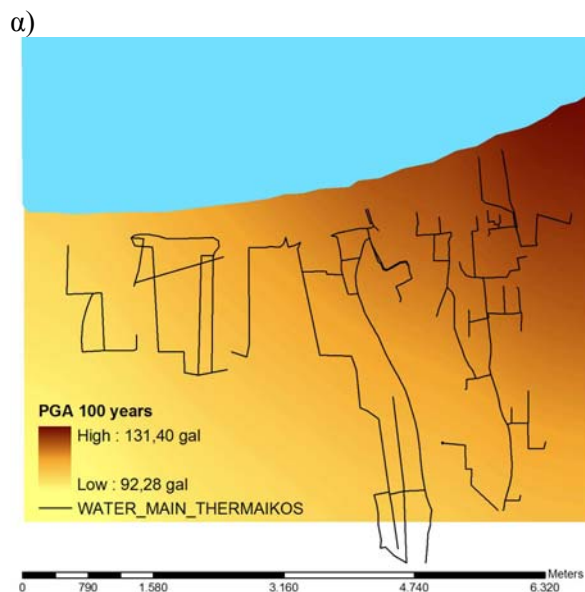 α)
PGA 100 years
High : 131,40 gal
Low : 92,28 gal
WATER_MAIN_THERMAIKOS
Meters
0 790 1.580 3.160 4.740 6.320